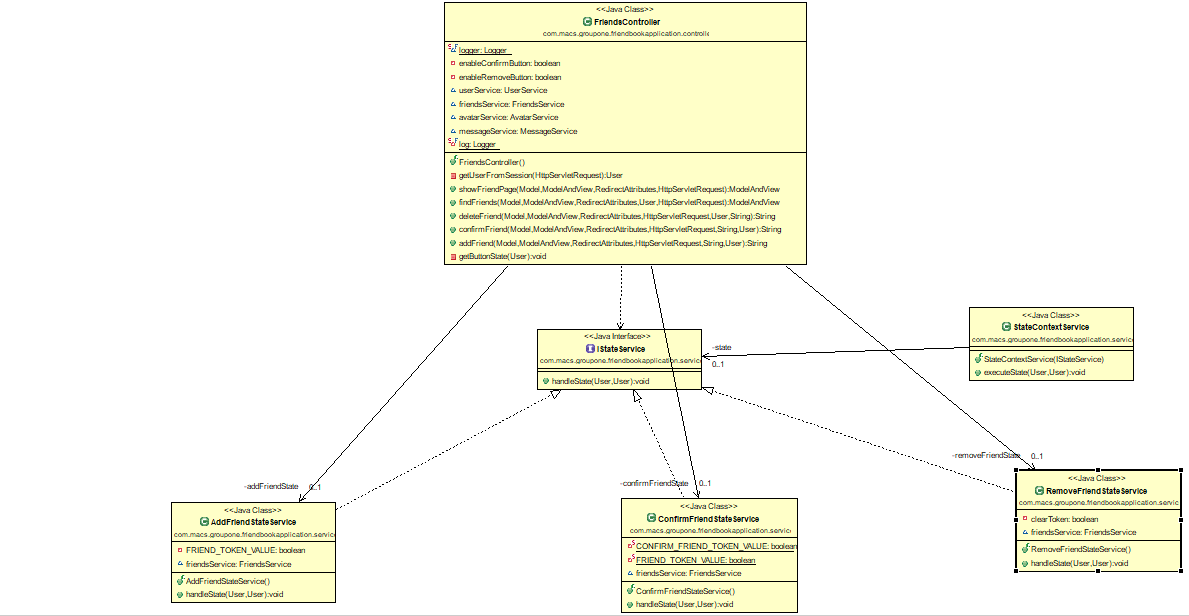 <<Java Class>>
FriendsController
com.macs.groupone.friendbookapplication.controlle
logger: Logger
enableConfirmButton: boolean
enableRemoveButton: boolean
userService: UserService
friendsService: FriendsService
avatarService: AvatarService
messageService: MessageService
log: Logger
FriendsController()
getUserFromSession(HttpServletRequest):User
showFriendPage(Model,ModelAndView,RedirectAttributes,HttpServletRequest):ModelAndView
findFriends(Model,ModelAndView,RedirectAttributes,User,HttpServletRequest):ModelAndView
deleteFriend(Model,ModelAndView,RedirectAttributes,HttpServletRequest,User,String):String
confirmFriend(Model,ModelAndView,RedirectAttributes,HttpServletRequest,String,User):String
addFriend(Model,ModelAndView,RedirectAttributes,HttpServletRequest,String,User):String
getButtonState(User):void
<<Java Interface>>
IStateService
com.macs.groupone.friendbookapplication.servic
handleState(User,User):void
-state
0..1
<<Java Class>>
StateContextService
com.macs.groupone.friendbookapplication.servic
StateContextService(IStateService)
executeState(User,User):void
-addFriendState
0..1
-confirmFriendState
0..1
-removeFriendState
0..1
<<Java Class>>
AddFriendStateService
com.macs.groupone.friendbookapplication.servic
FRIEND_TOKEN_VALUE: boolean
friendsService: FriendsService
AddFriendStateService()
handleState(User,User):void
<<Java Class>>
ConfirmFriendStateService
com.macs.groupone.friendbookapplication.service
CONFIRM_FRIEND_TOKEN_VALUE: boolean
FRIEND_TOKEN_VALUE: boolean
friendsService: FriendsService
ConfirmFriendStateService()
handleState(User,User):void
<<Java Class>>
RemoveFriendStateService
com.macs.groupone.friendbookapplication.servic
clearToken: boolean
friendsService: FriendsService
RemoveFriendStateService()
handleState(User,User):void